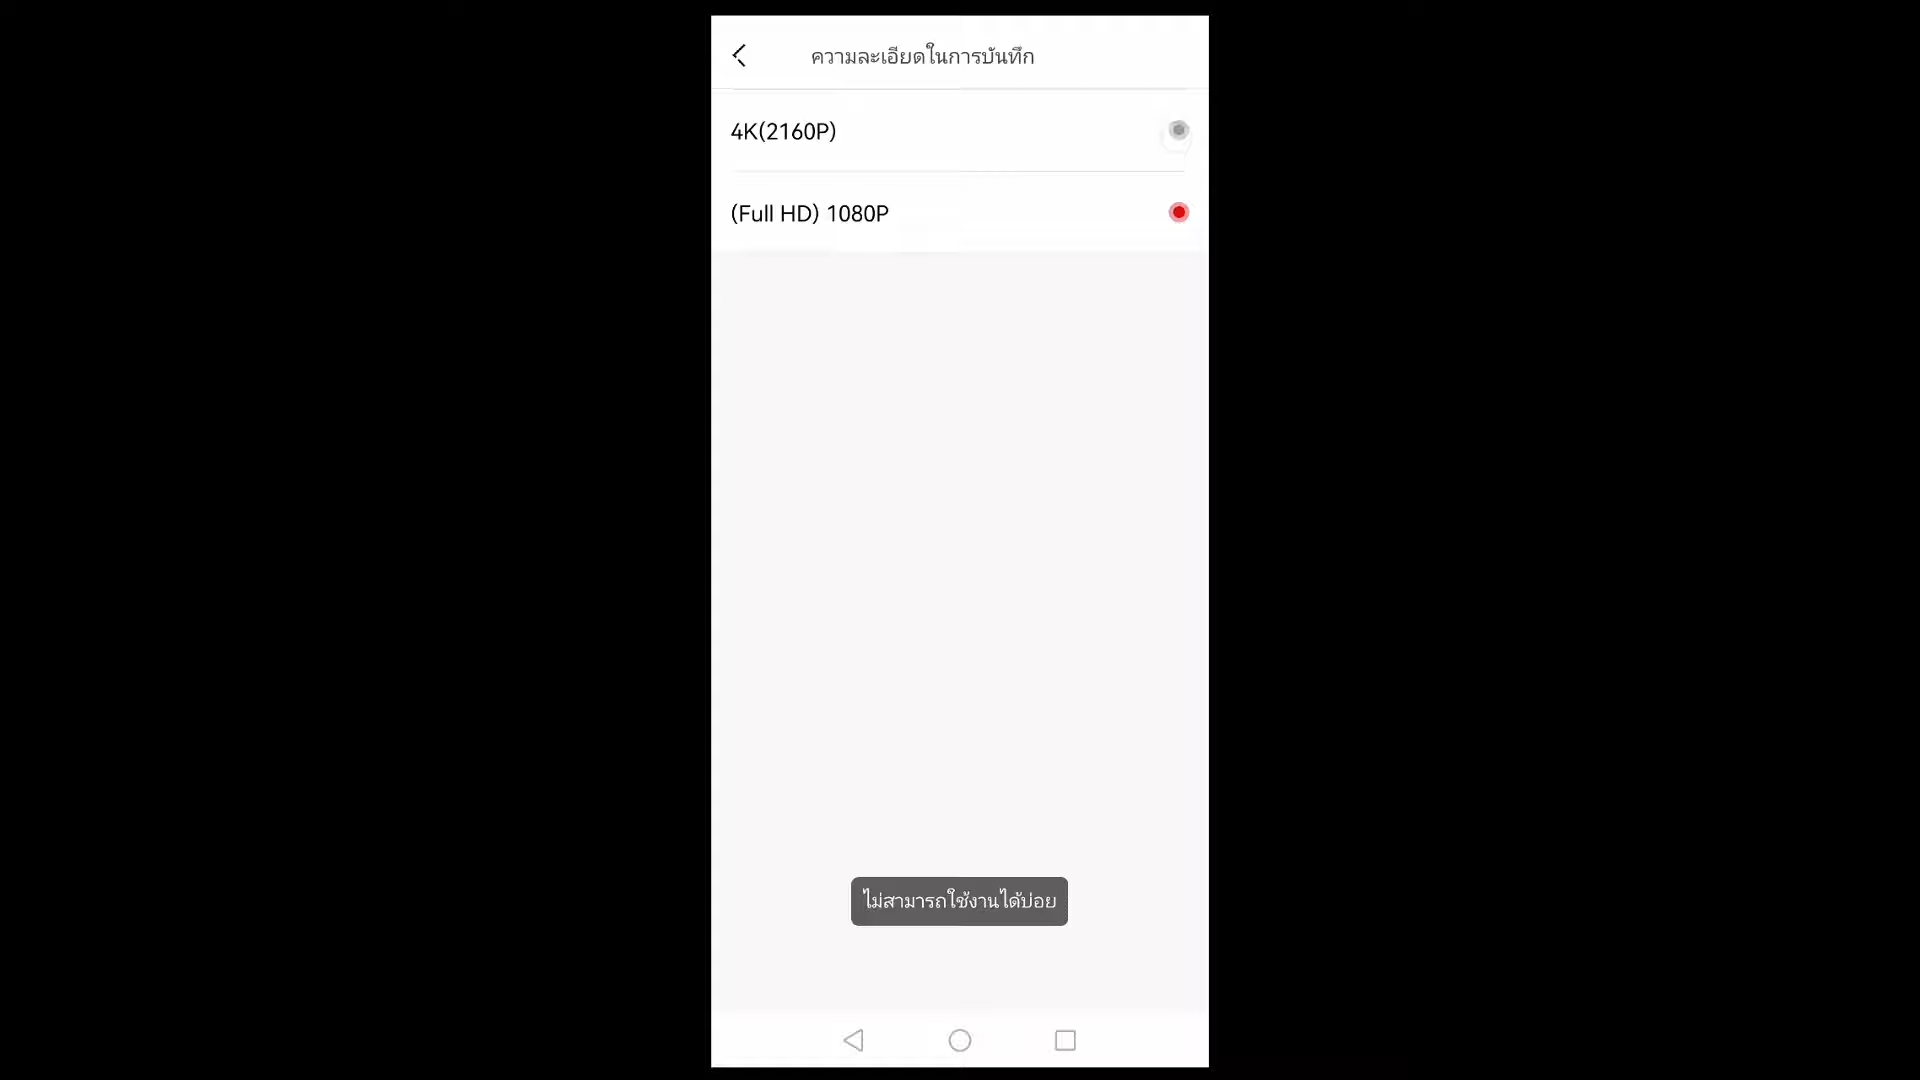 ความละเอียดในการบันทึก
4K(2160P)
(Full HD) 1080P
ไม่สามารถใช้งานได้บ่อย